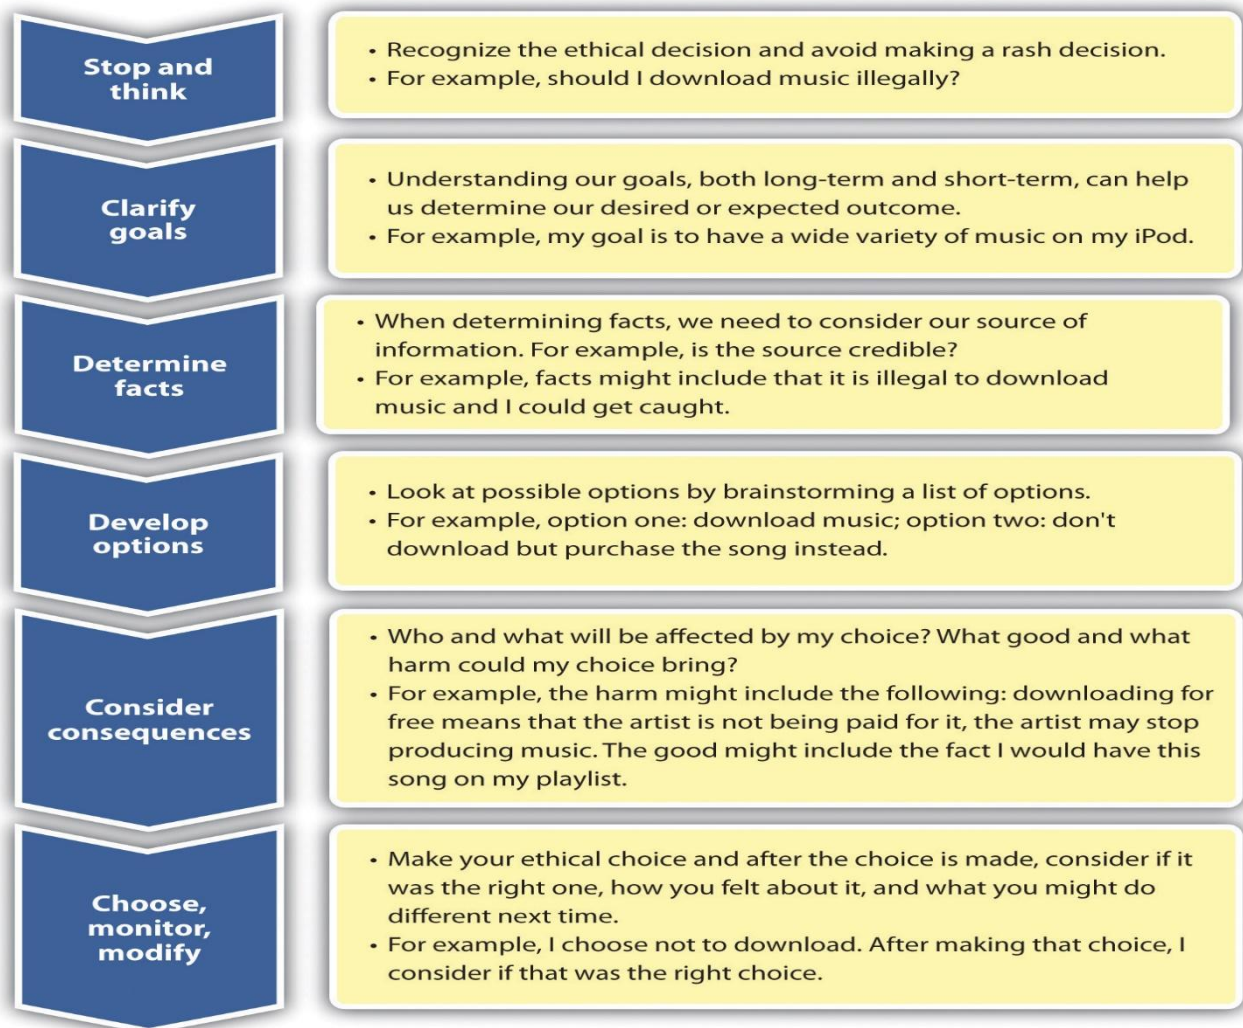 Stop and
think
• Recognize the ethical decision and avoid making a rash decision.
• For example, should I download music illegally?
Clarify
goals
• Understanding our goals, both long-term and short-term, can help
us determine our desired or expected outcome.
• For example, my goal is to have a wide variety of music on my iPod.
Determine
facts
• When determining facts, we need to consider our source of
information. For example, is the source credible?
• For example, facts might include that it is illegal to download
music and I could get caught.
Develop
options
• Look at possible options by brainstorming a list of options.
• For example, option one: download music; option two: don't
download but purchase the song instead.
Consider
consequences
• Who and what will be affected by my choice? What good and what
harm could my choice bring?
• For example, the harm might include the following: downloading for
free means that the artist is not being paid for it, the artist may stop
producing music. The good might include the fact I would have this
song on my playlist.
Choose,
monitor,
modify
• Make your ethical choice and after the choice is made, consider if it
was the right one, how you felt about it, and what you might do
different next time.
• For example, I choose not to download. After making that choice, I
consider if that was the right choice.